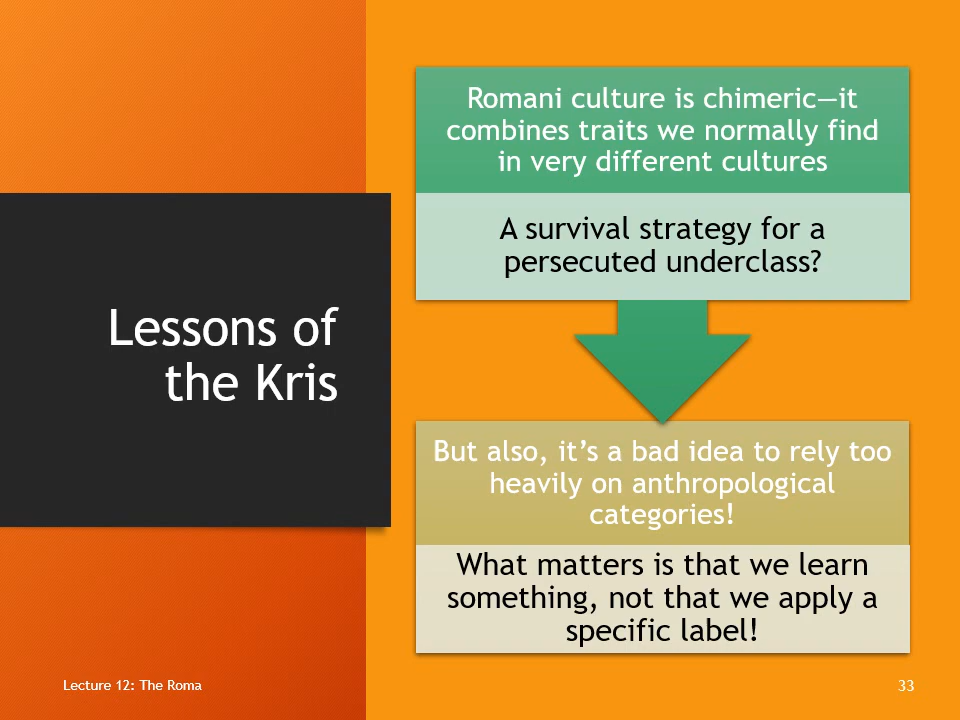 Lessons of
the Kris
Romani culture is chimeric—it
combines traits we normally find
in very different cultures
A survival strategy for a
persecuted underclass?
But also, it’s a bad idea to rely too
heavily on anthropological
categories!
What matters is that we learn
something, not that we apply a
specific label!
Lecture 12: The Roma
33